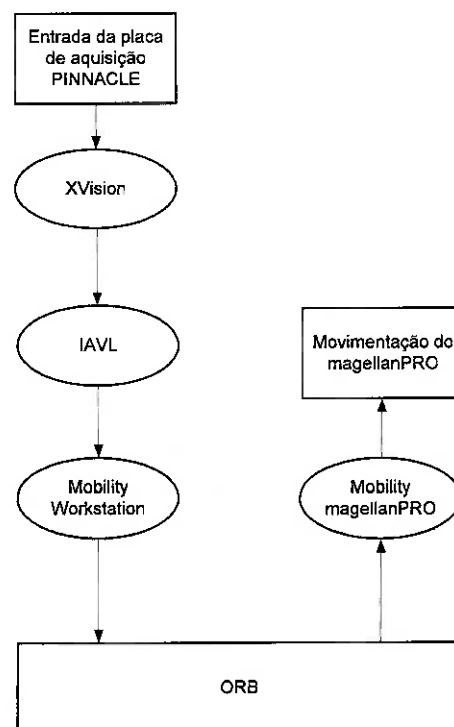 Entrada da placa
de aquisição
PINNACLE
XVision
IAVL
Mobility
Workstation
Movimentação do
magellanPRO
Mobility
magellanPRO
ORB